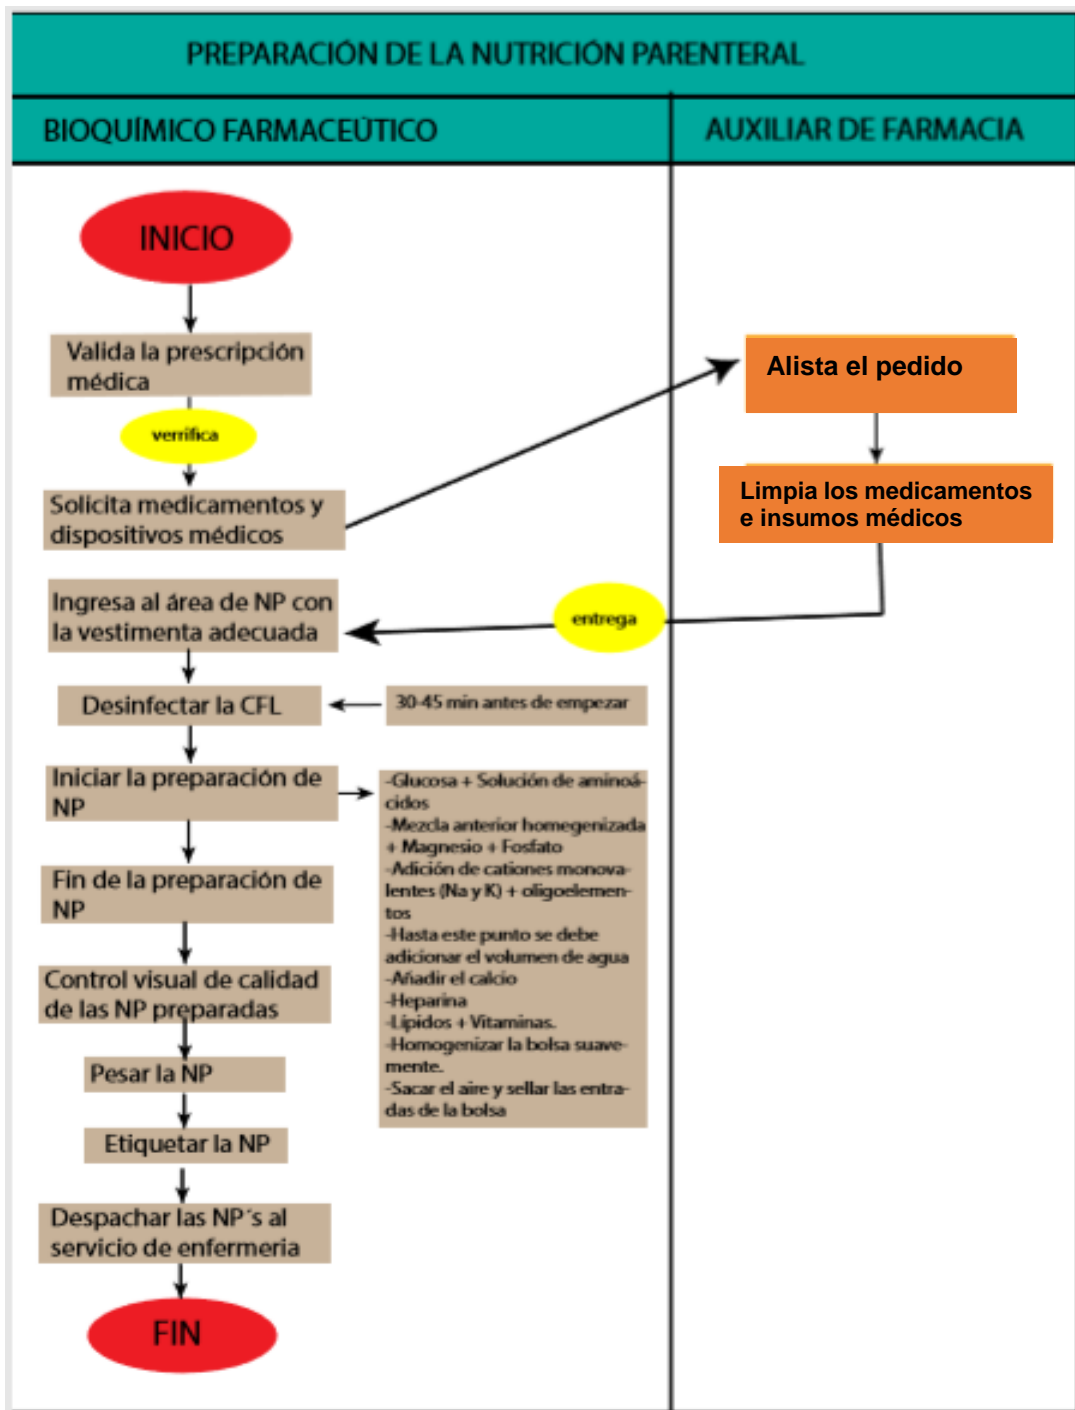 PREPARACIÓN DE LA NUTRICIÓN PARENTERAL
BIOQUÍMICO FARMACEÚTICO
AUXILIAR DE FARMACIA
INICIO
Valida la prescripción
médica
verrifica
Solicita medicamentos y
dispositivos médicos
Alista el pedido
Limpia los medicamentos
e insumos médicos
entrega
Ingresa al área de NP con
la vestimenta adecuada
Desinfectar la CFL
30-45 min antes de empezar
Iniciar la preparación de
NP
-Glucosa + Solución de aminoá-
cidos
-Mezcla anterior homegenizada
+ Magnesio + Fosfato
-Adición de cationes monova-
lentes (Na y K) + oligoelemen-
tos
-Hasta este punto se debe
adicionar el volumen de agua
-Añadir el calcio
-Heparina
-Lípidos + Vitaminas.
-Homogenizar la bolsa suave-
mente.
-Sacar el aire y sellar las entra-
das de la bolsa
Fin de la preparación de
NP
Control visual de calidad
de las NP preparadas
Pesar la NP
Etiquetar la NP
Despachar las NP´s al
servicio de enfermeria
FIN